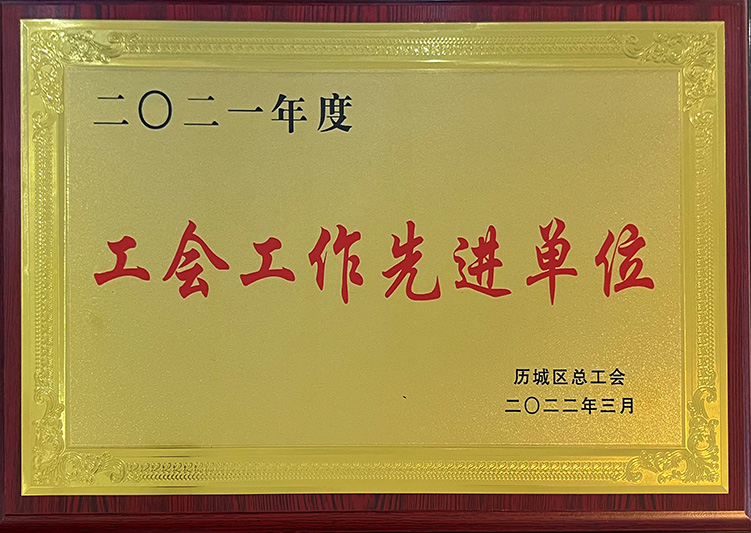 二〇二一年度
工会工作先进单位
历城区总工会
二〇二二年三月